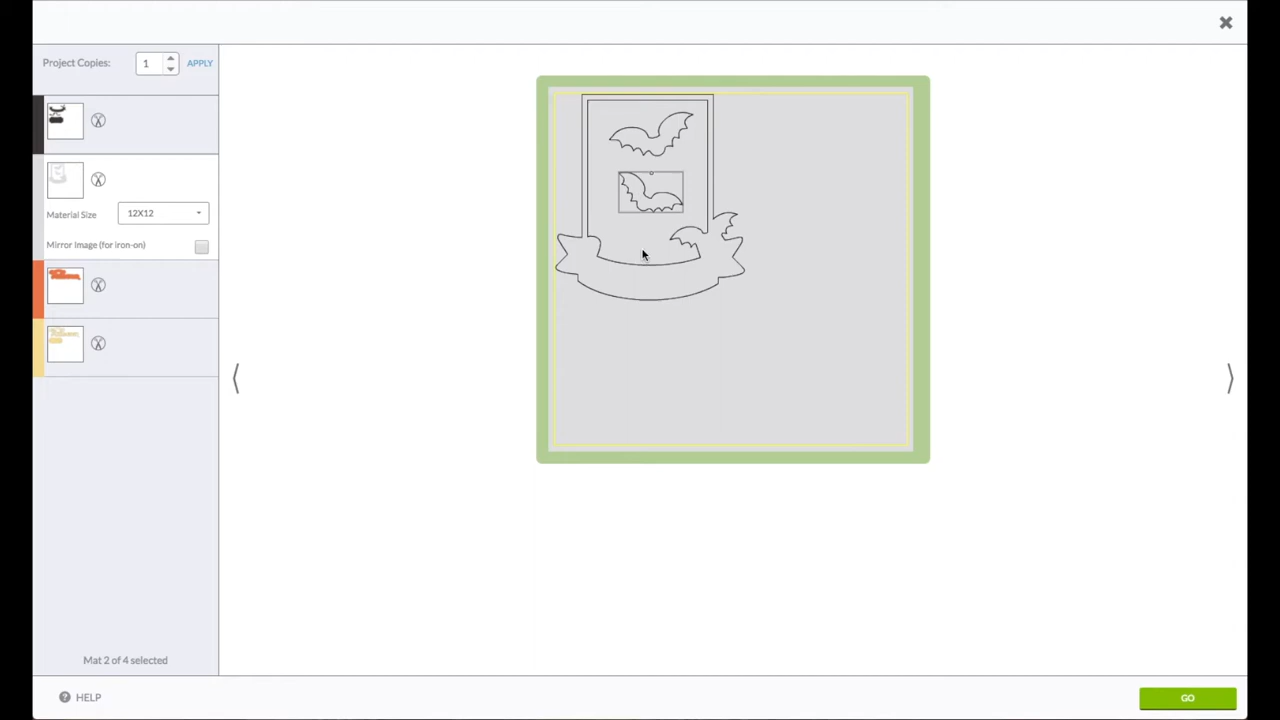 Project Copies: 1 APPLY
Material Size 12X12
Mirror Image (for iron-on)
Mat 2 of 4 selected
HELP
GO